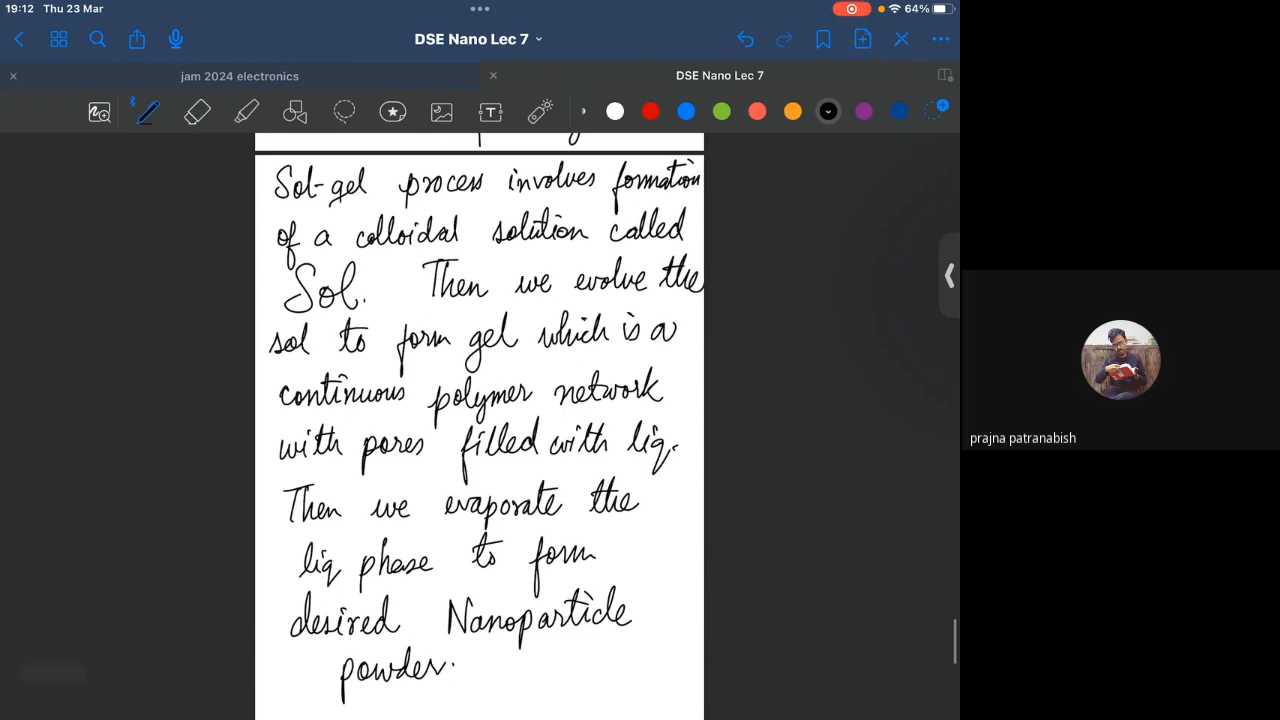 19:12 Thu 23 Mar
64%
DSE Nano Lec 7
jam 2024 electronics
DSE Nano Lec 7
Sol-gel process involves formation
of a colloidal solution called
Sol. Then we evolve the
sol to form gel which is a
continuous polymer network
with pores filled with liq.
Then we evaporate the
liq phase to form
desired Nanoparticle
powder.
prajna patranabish